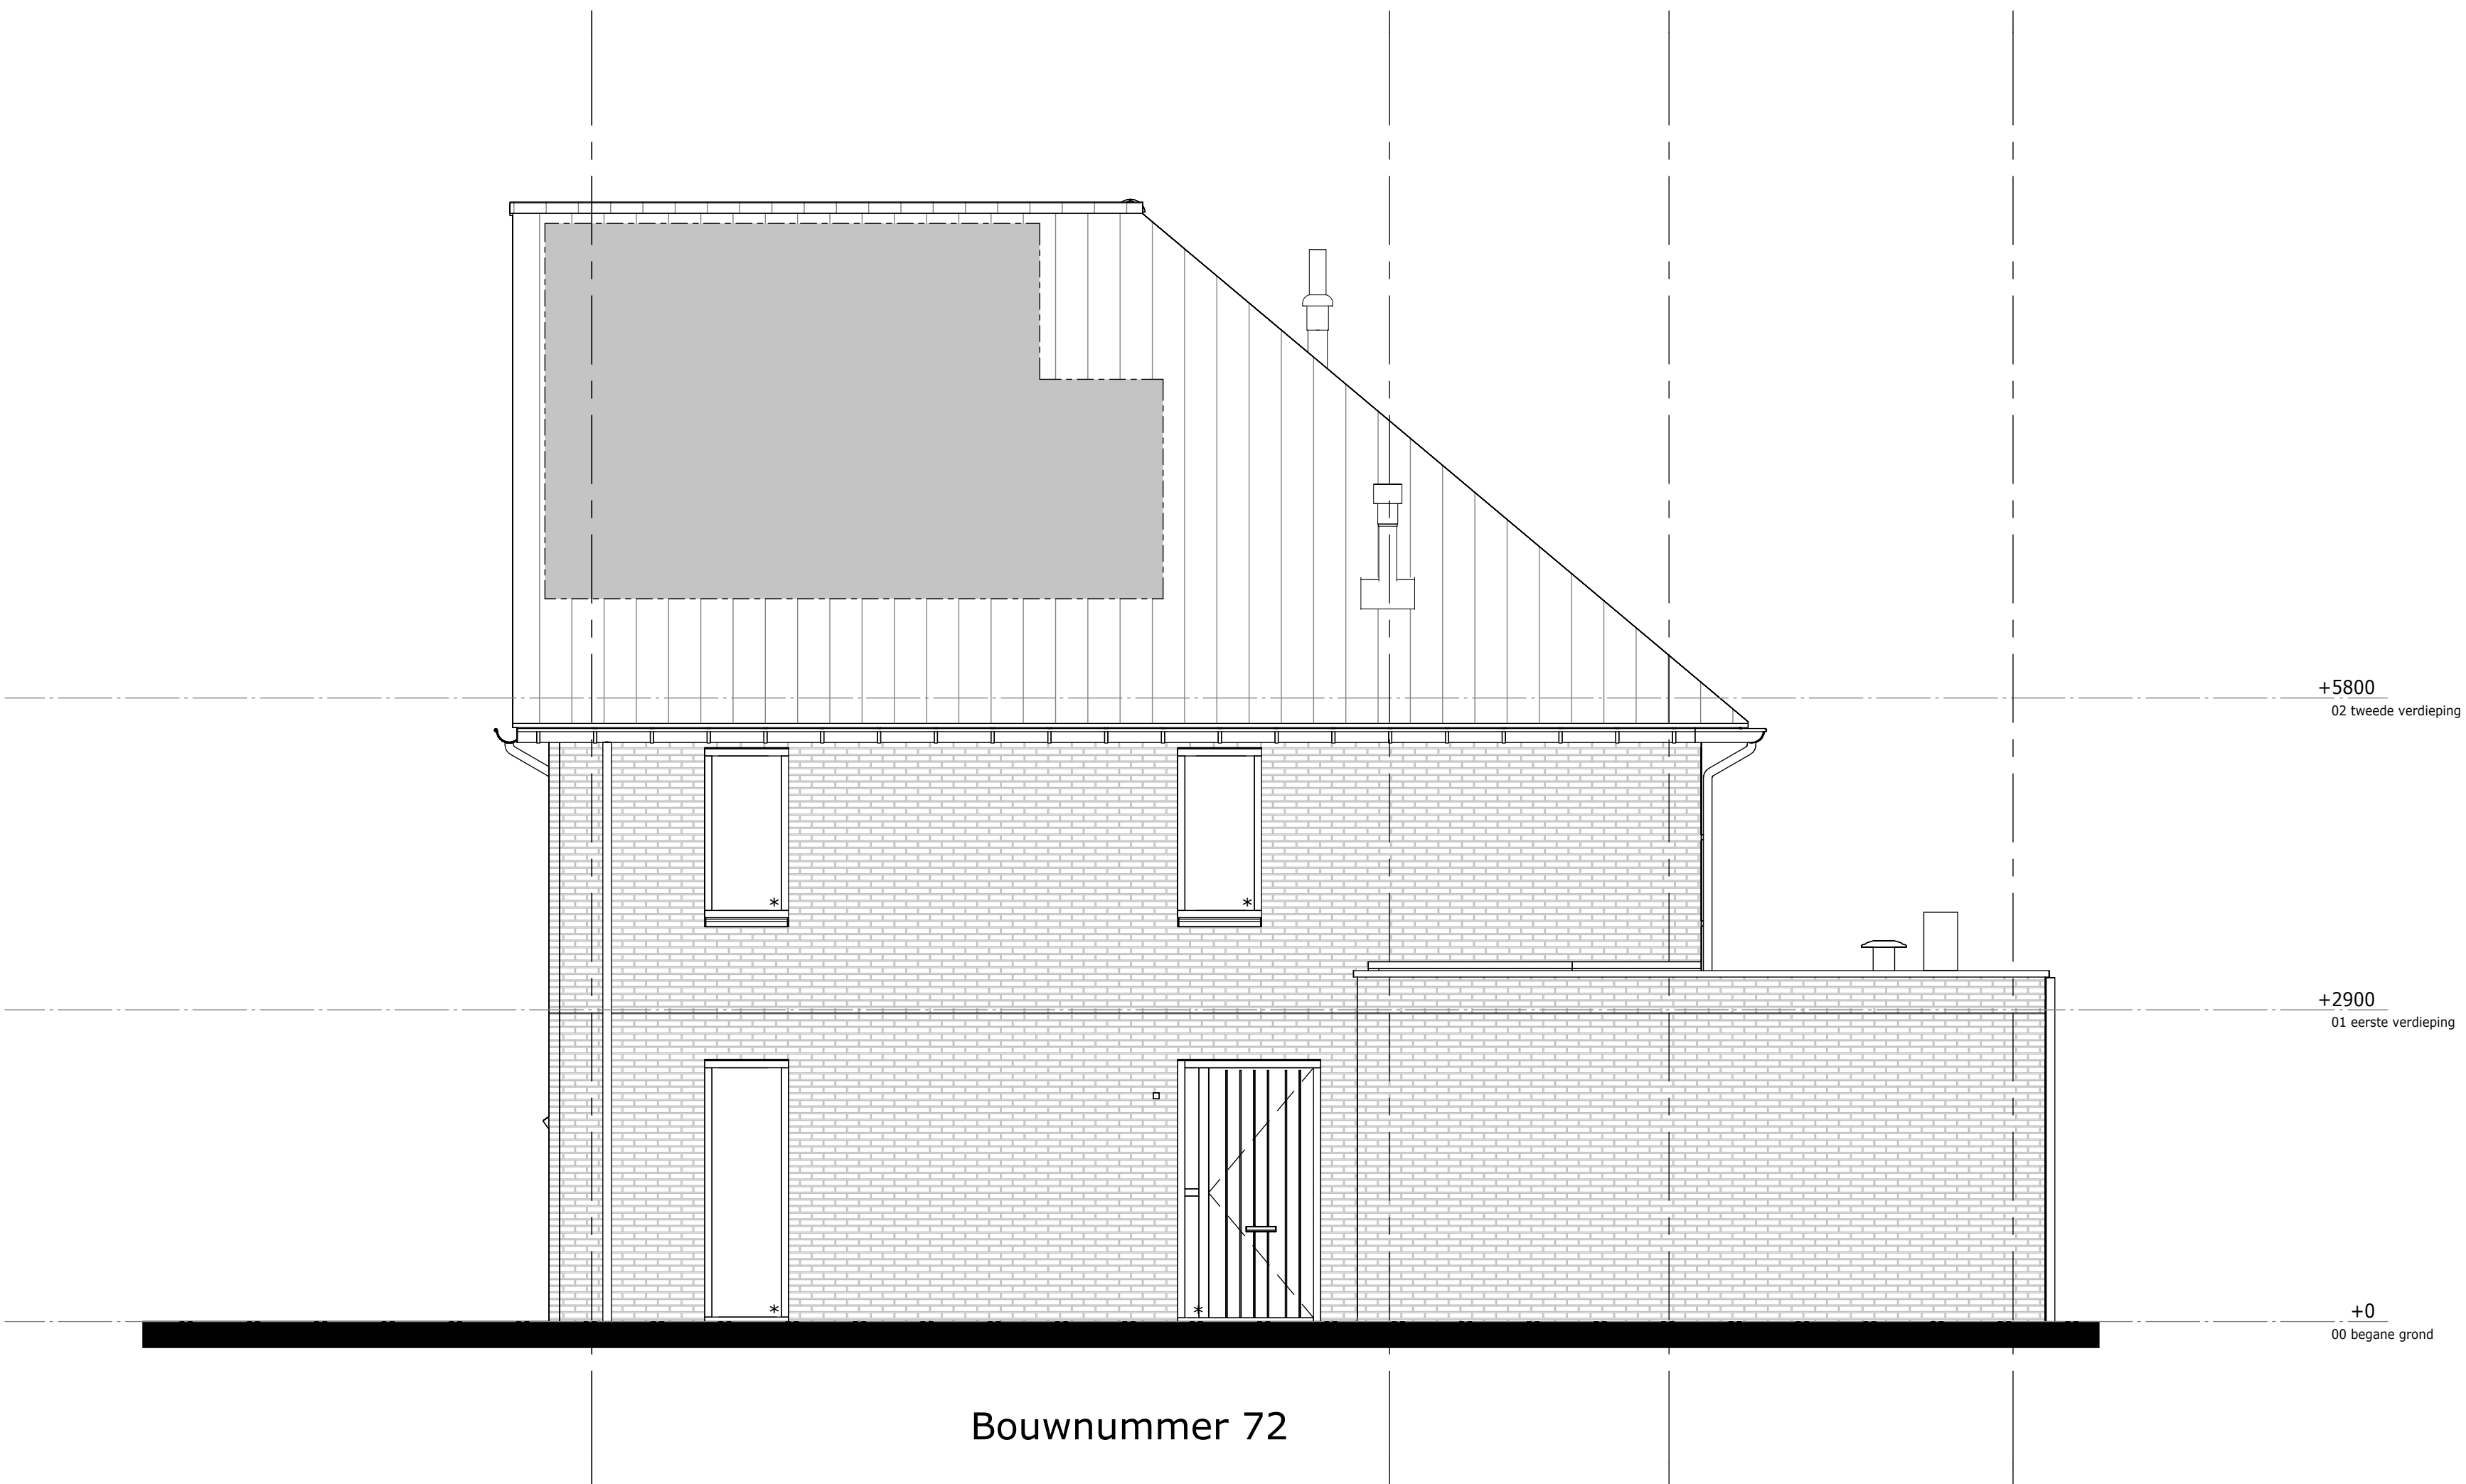 +5800
02 tweede verdieping
+2900
01 eerste verdieping
+0
00 begane grond
*
*
*
*
Bouwnummer 72